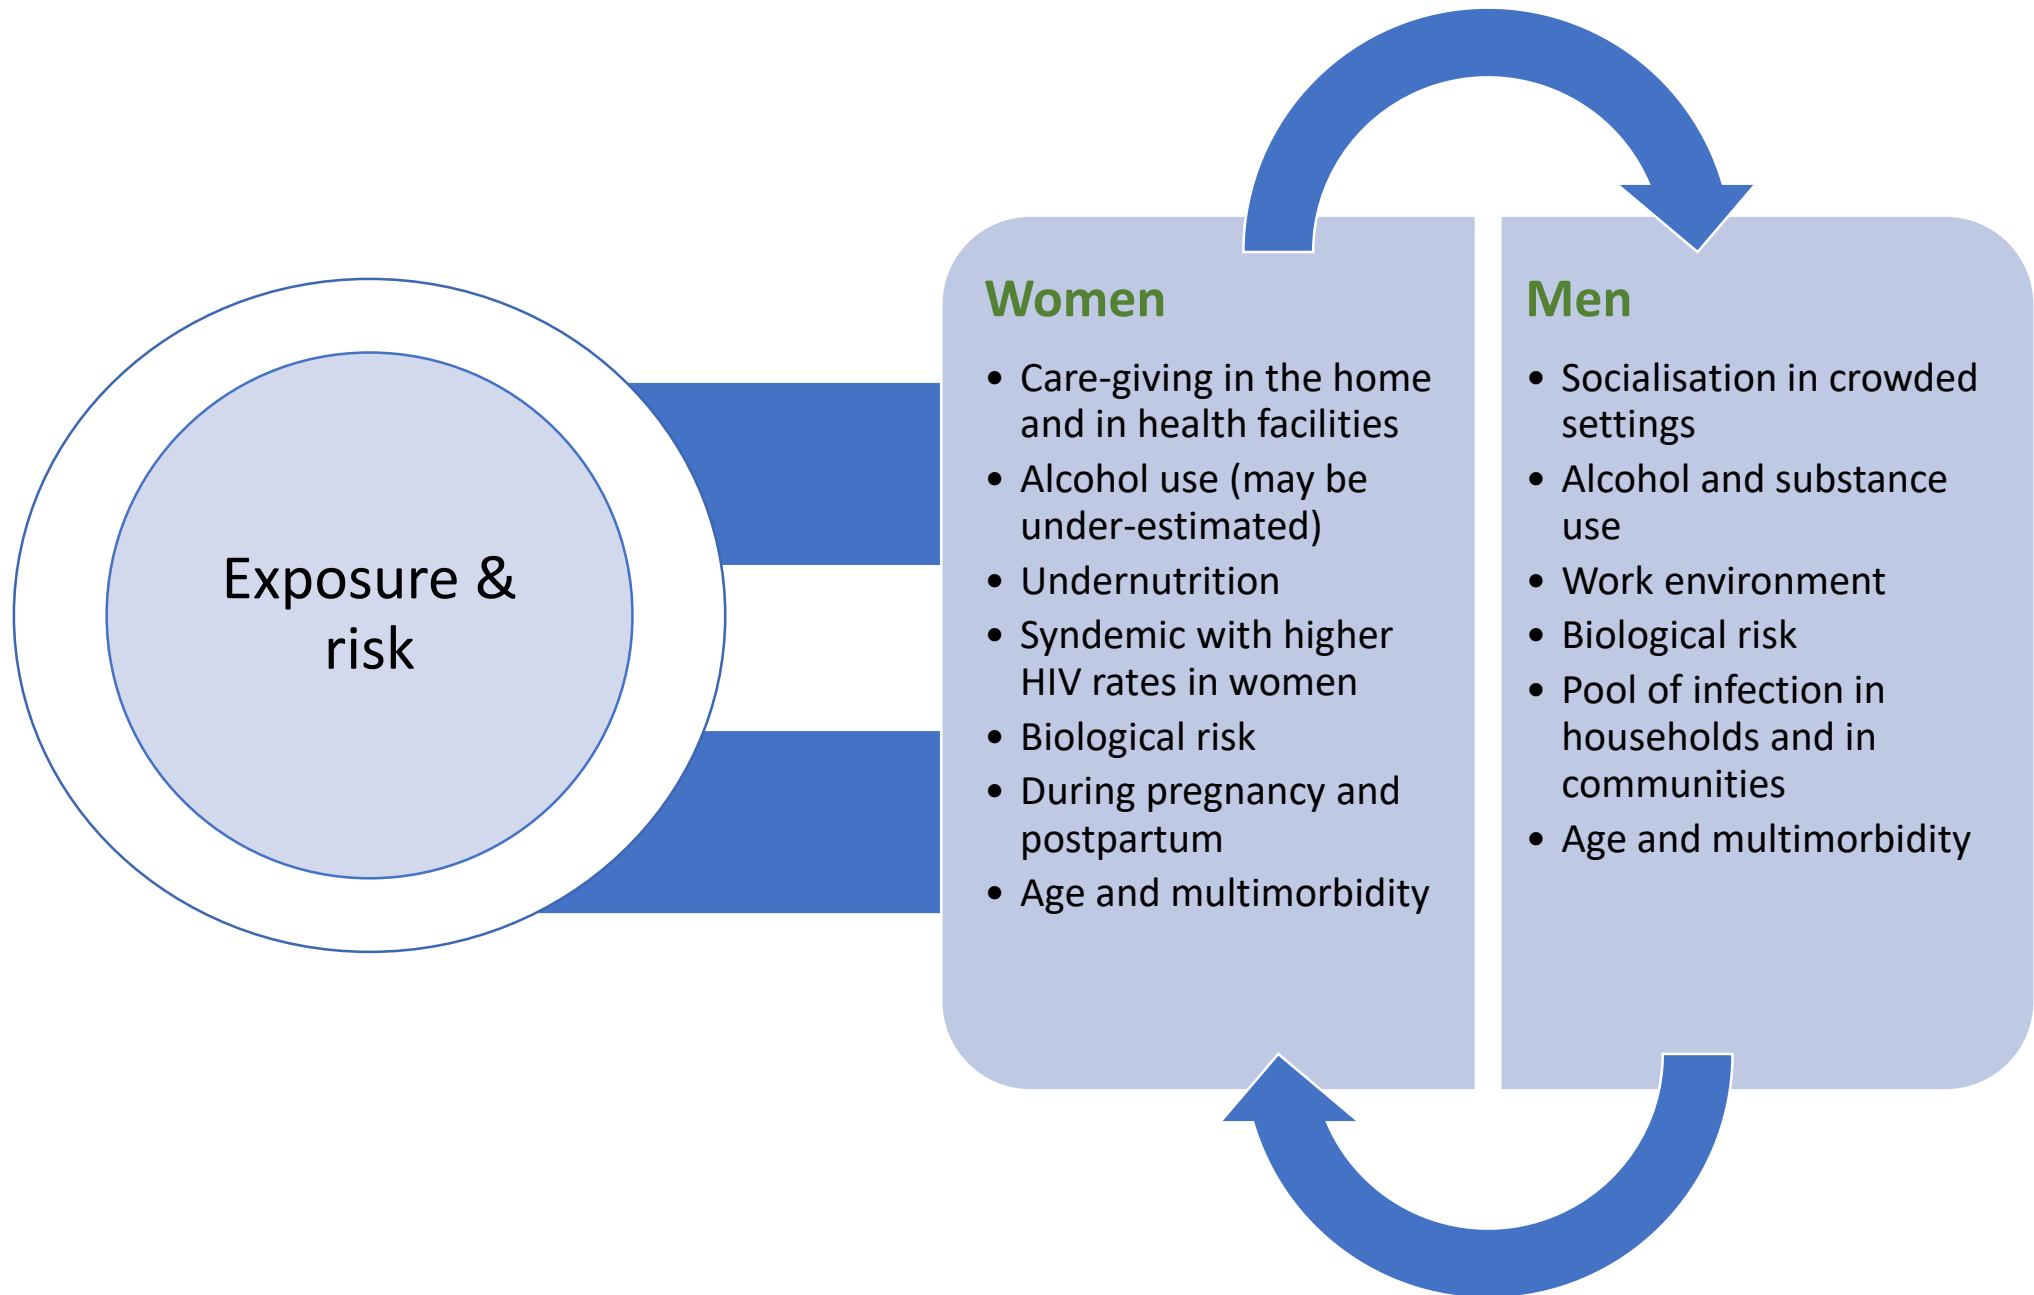 Exposure &
risk
Women
• Care-giving in the home
and in health facilities
• Alcohol use (may be
under-estimated)
• Undernutrition
• Syndemic with higher
HIV rates in women
• Biological risk
• During pregnancy and
postpartum
• Age and multimorbidity
Men
• Socialisation in crowded
settings
• Alcohol and substance
use
• Work environment
• Biological risk
• Pool of infection in
households and in
communities
• Age and multimorbidity